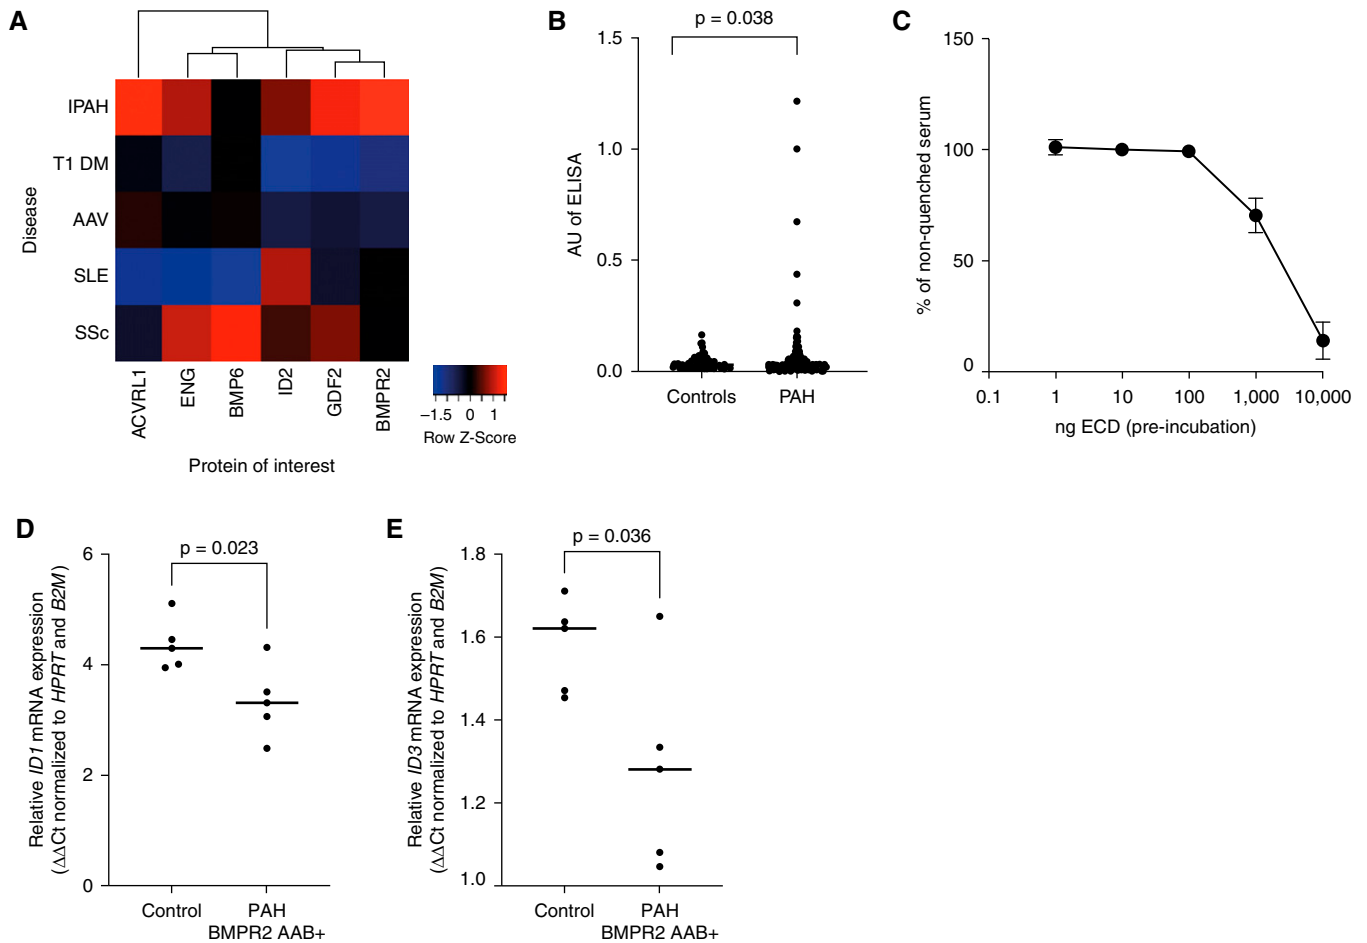 A
IPAH
T1 DM
AAV
SLE
SSc
Disease
ACVRL1
ENG
BMP6
ID2
GDF2
BMPR2
Protein of interest
−1.5 0 1
Row Z-Score
B
p = 0.038
1.5
1.0
0.5
0.0
AU of ELISA
Controls PAH
C
150
100
50
0
% of non-quenched serum
0.1 1 10 100 1,000 10,000
ng ECD (pre-incubation)
D
p = 0.023
6
4
2
0
Relative ID1 mRNA expression
(ΔΔCt normalized to HPRT and B2M)
Control PAH
BMPR2 AAB+
E
p = 0.036
1.8
1.6
1.4
1.2
1.0
Relative ID3 mRNA expression
(ΔΔCt normalized to HPRT and B2M)
Control PAH
BMPR2 AAB+